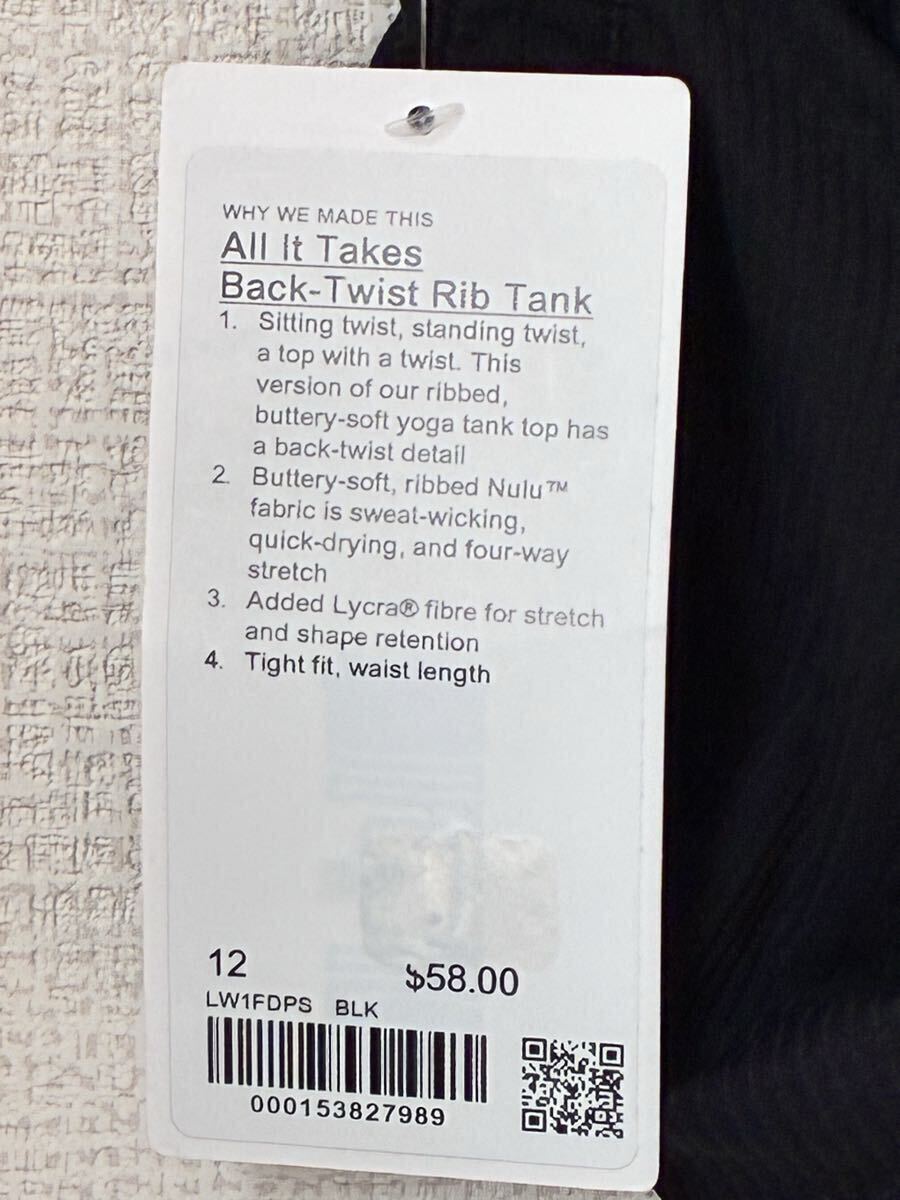 WHY WE MADE THIS
All It Takes
Back-Twist Rib Tank
1. Sitting twist, standing twist,
a top with a twist. This
version of our ribbed,
buttery-soft yoga tank top has
a back-twist detail
2. Buttery-soft, ribbed Nulu™
fabric is sweat-wicking,
quick-drying, and four-way
stretch
3. Added Lycra® fibre for stretch
and shape retention
4. Tight fit, waist length
12 $58.00
LW1FDPS BLK
000153827989